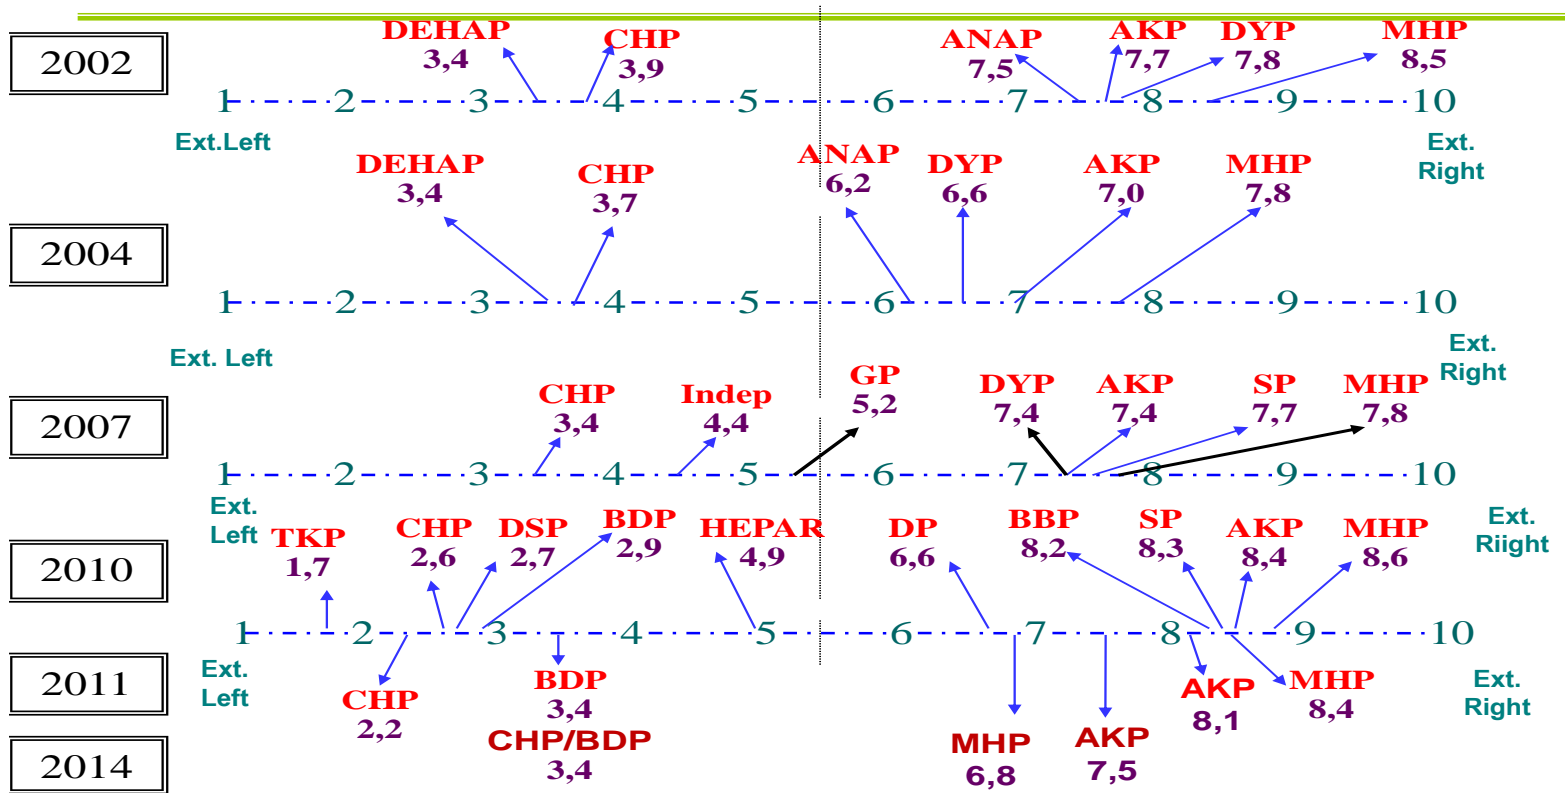 2002
DEHAP CHP ANAP AKP DYP MHP
3,4 3,9 7,5 7,7 7,8 8,5
1 2 3 4 5 6 7 8 9 10
Ext.Left Ext. Right
2004
DEHAP CHP ANAP DYP AKP MHP
3,4 3,7 6,2 6,6 7,0 7,8
1 2 3 4 5 6 7 8 9 10
Ext. Left Ext. Right
2007
CHP Indep GP DYP AKP SP MHP
3,4 4,4 5,2 7,4 7,4 7,7 7,8
1 2 3 4 5 6 7 8 9 10
Ext. Left Ext. Riight
2010
TKP CHP DSP BDP HEPAR DP BBP SP AKP MHP
1,7 2,6 2,7 2,9 4,9 6,6 8,2 8,3 8,4 8,6
1 2 3 4 5 6 7 8 9 10
Ext. Left Ext. Right
2011
CHP BDP AKP MHP
2,2 3,4 8,1 8,4
2014
CHP/BDP MHP AKP
3,4 6,8 7,5